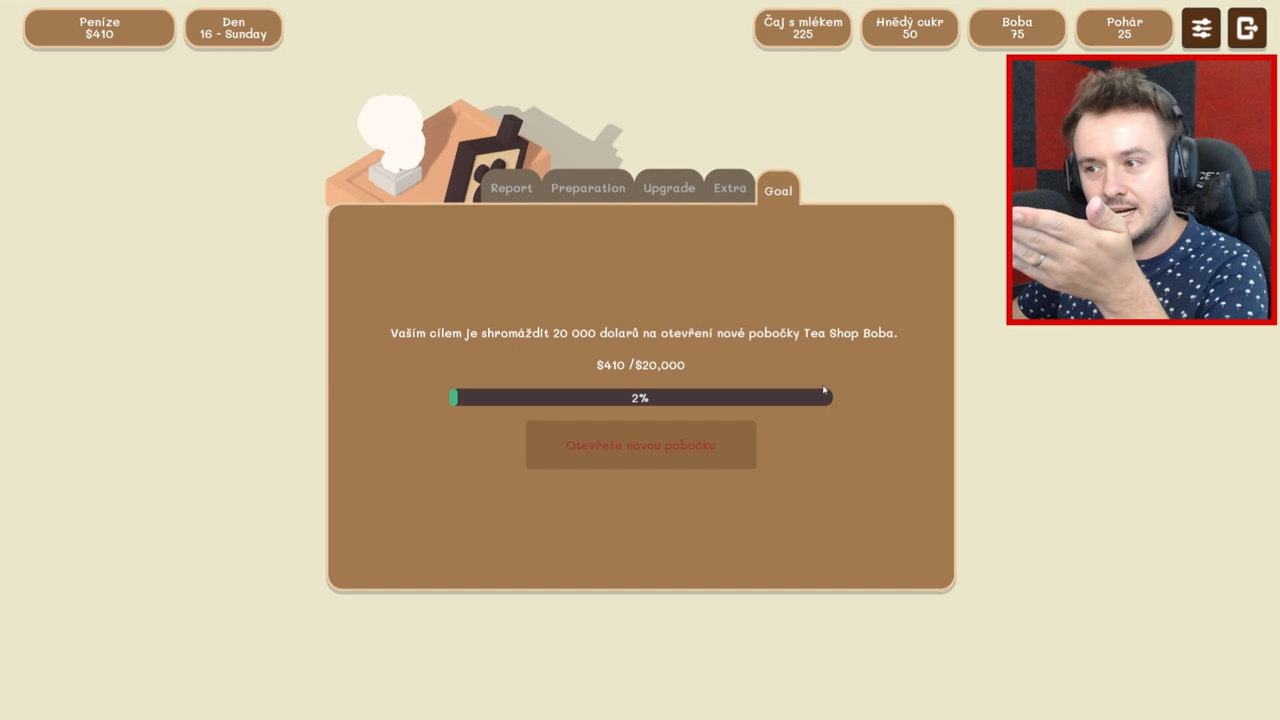 Peníze
$410
Den
16 - Sunday
Čaj s mlékem
225
Hnědý cukr
50
Boba
75
Pohár
25
Report
Preparation
Upgrade
Extra
Goal
Vaším cílem je shromáždit 20 000 dolarů na otevření nové pobočky Tea Shop Boba.
$410 /$20,000
2%
Otevřete novou pobočku